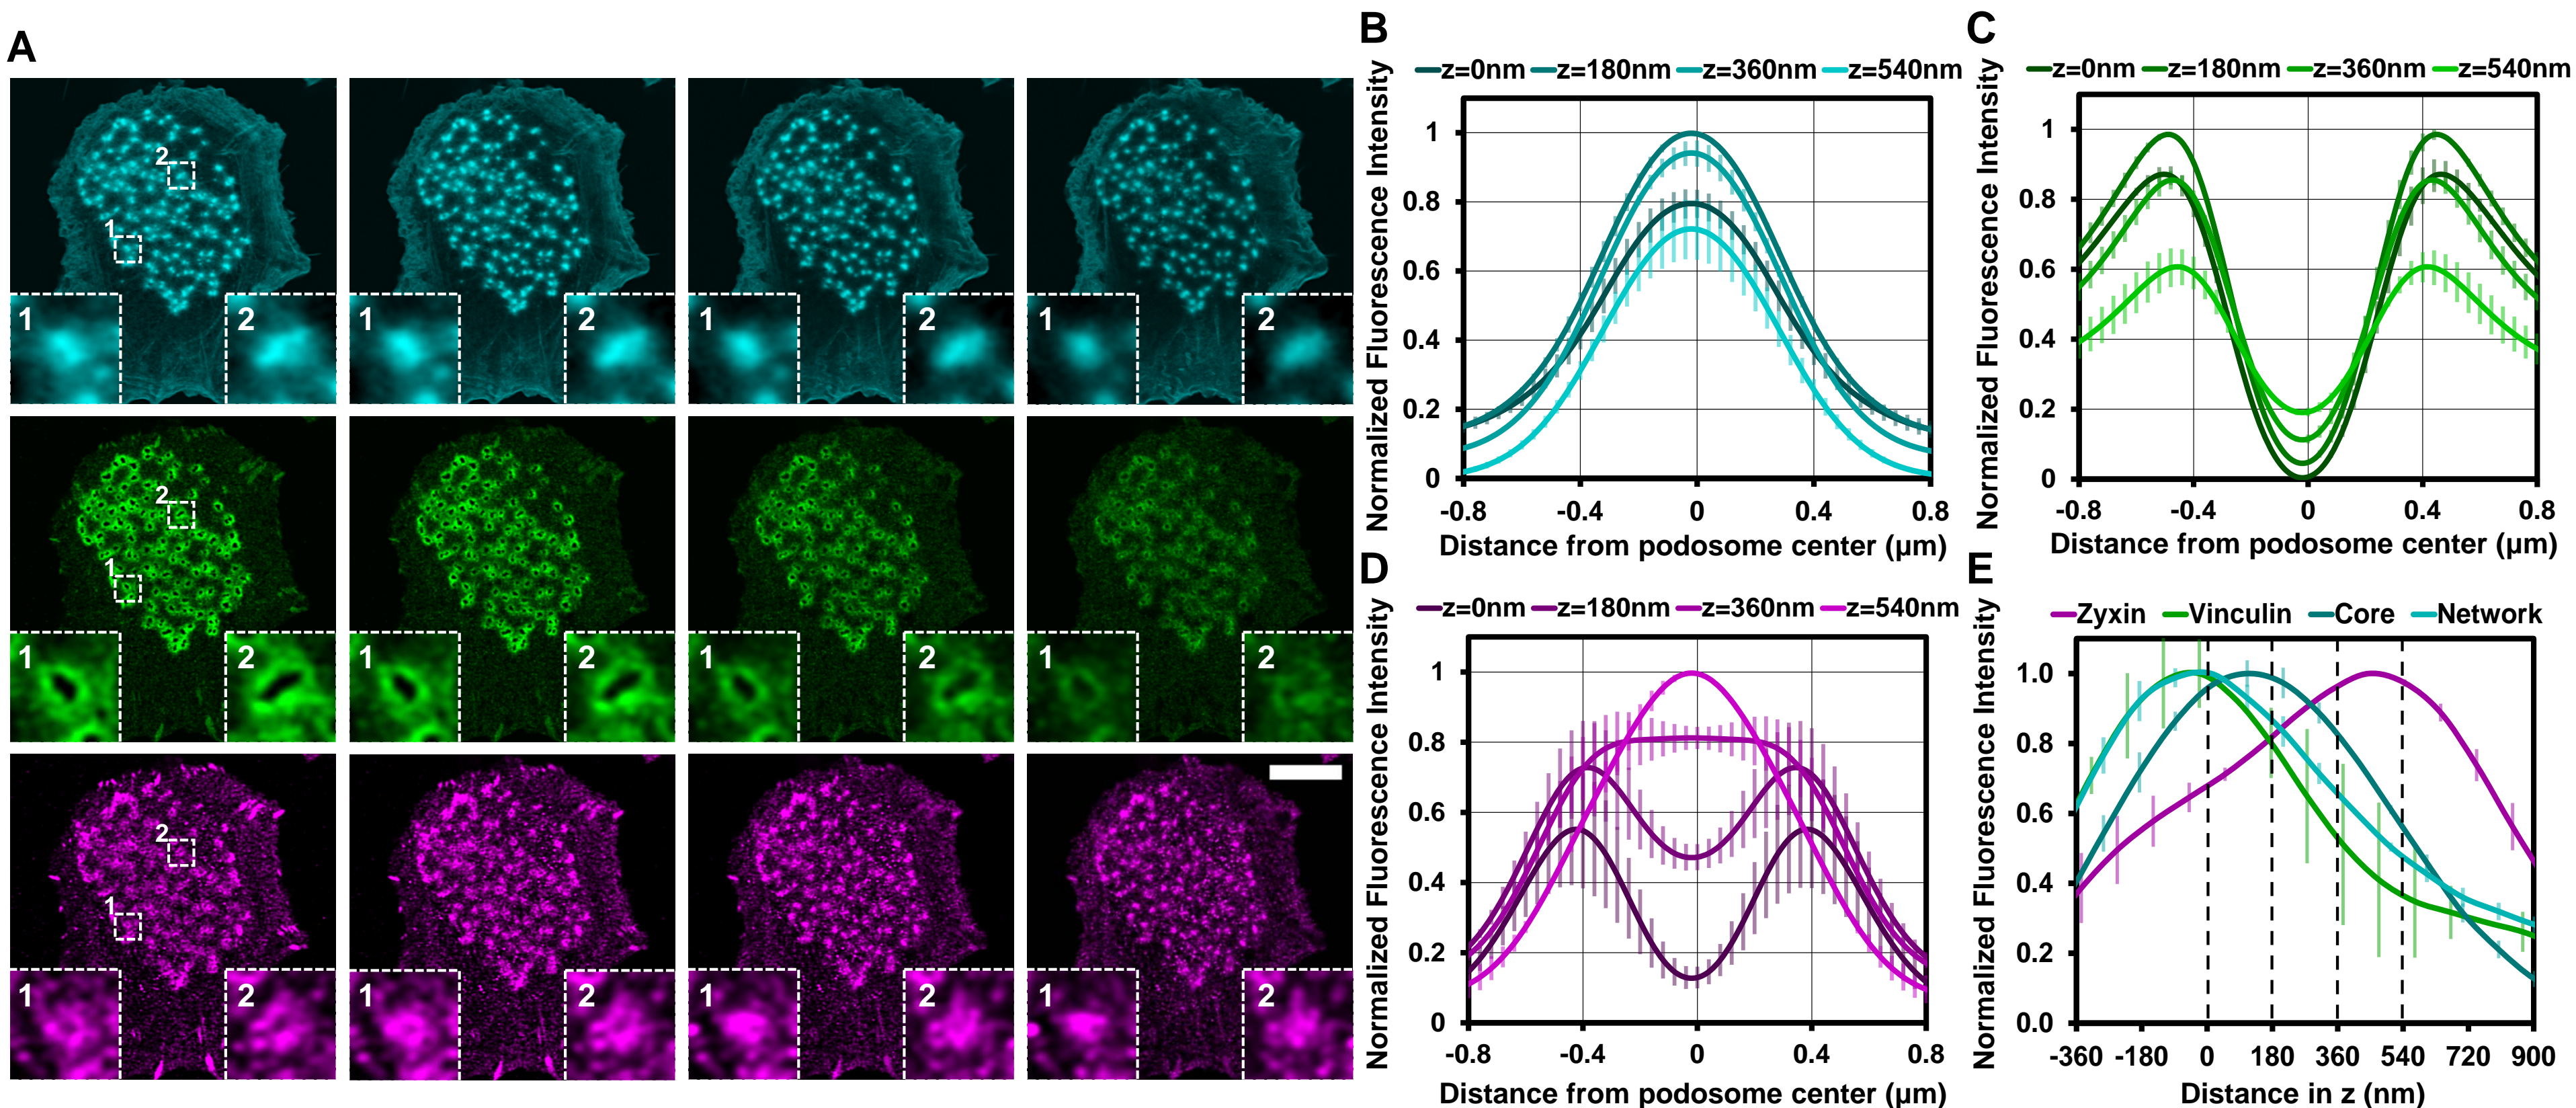 A
2
1
1
2
1
2
1
2
1
2
2
1
1
2
1
2
1
2
1
2
2
1
1
2
1
2
1
2
1
2
B
z=0nm z=180nm z=360nm z=540nm
Normalized Fluorescence Intensity
1
0.8
0.6
0.4
0.2
0
-0.8 -0.4 0 0.4 0.8
Distance from podosome center (µm)
C
z=0nm z=180nm z=360nm z=540nm
Normalized Fluorescence Intensity
1
0.8
0.6
0.4
0.2
0
-0.8 -0.4 0 0.4 0.8
Distance from podosome center (µm)
D
z=0nm z=180nm z=360nm z=540nm
Normalized Fluorescence Intensity
1
0.8
0.6
0.4
0.2
0
-0.8 -0.4 0 0.4 0.8
Distance from podosome center (µm)
E
Zyxin Vinculin Core Network
Normalized Fluorescence Intensity
1.0
0.8
0.6
0.4
0.2
0.0
-360 -180 0 180 360 540 720 900
Distance in z (nm)